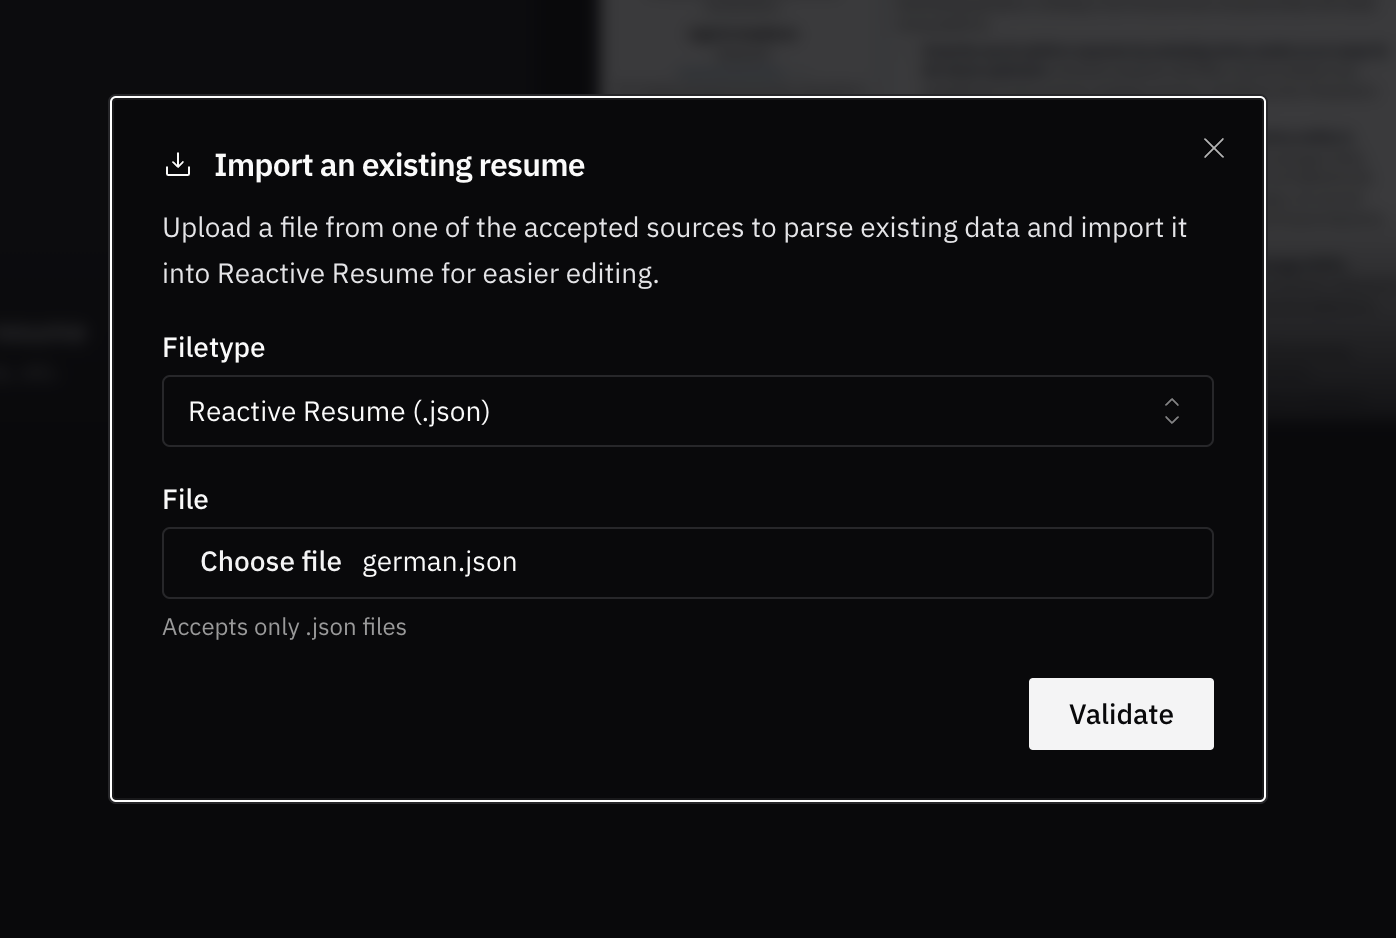 Import an existing resume
Upload a file from one of the accepted sources to parse existing data and import it
into Reactive Resume for easier editing.
Filetype
Reactive Resume (.json)
File
Choose file german.json
Accepts only .json files
Validate